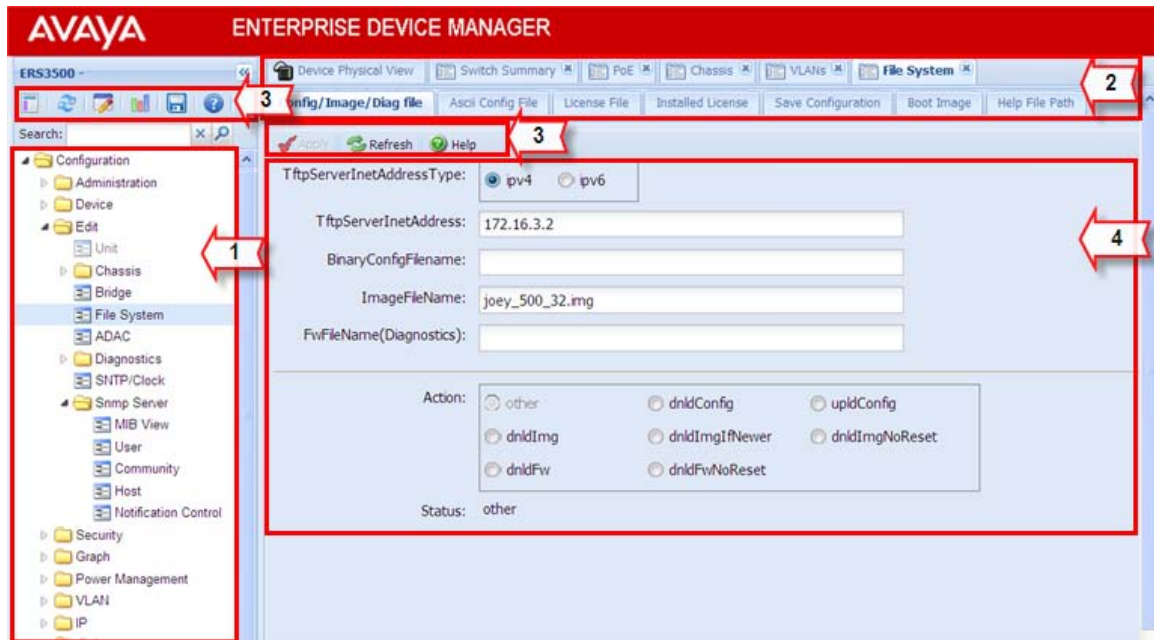 AVAYA ENTERPRISE DEVICE MANAGER
ERS3500 -
Device Physical View Switch Summary PoE Chassis VLANs File System
2
3
Config/Image/Diag file Ascii Config File License File Installed License Save Configuration Boot Image Help File Path
Search:
Apply Refresh Help
3
1
Configuration
Administration
Device
Edit
Unit
Chassis
Bridge
File System
ADAC
Diagnostics
SNTP/Clock
Snmp Server
MIB View
User
Community
Host
Notification Control
Security
Graph
Power Management
VLAN
IP
TftpServerInetAddressType: ipv4 ipv6
TftpServerInetAddress: 172.16.3.2
4
BinaryConfigFilename:
ImageFileName: joey_500_32.img
FwFileName(Diagnostics):
Action: other dnldConfig upldConfig
dnldImg dnldImgIfNewer dnldImgNoReset
dnldFw dnldFwNoReset
Status: other